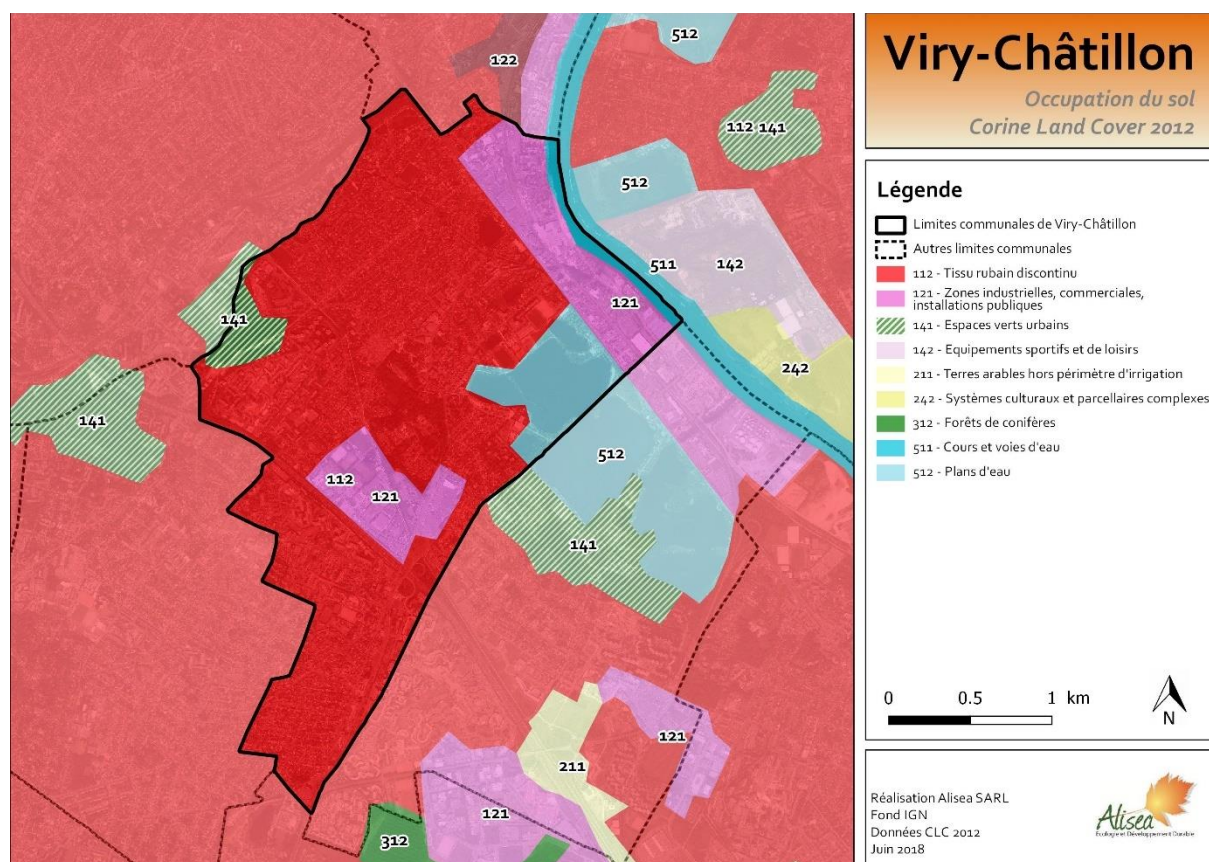 Viry-Châtillon
Occupation du sol
Corine Land Cover 2012
Légende
Limites communales de Viry-Châtillon
Autres limites communales
112 - Tissu rubain discontinu
121 - Zones industrielles, commerciales,
installations publiques
141 - Espaces verts urbains
142 - Equipements sportifs et de loisirs
211 - Terres arables hors périmètre d'irrigation
242 - Systèmes culturaux et parcellaires complexes
312 - Forêts de conifères
511 - Cours et voies d'eau
512 - Plans d'eau
0 0.5 1 km
N
Réalisation Alisea SARL
Fond IGN
Données CLC 2012
Juin 2018
Alisea
Ecologie et Développement Durable
512
122
112 141
512
511
142
121
141
242
141
512
112
121
141
121
211
121
312